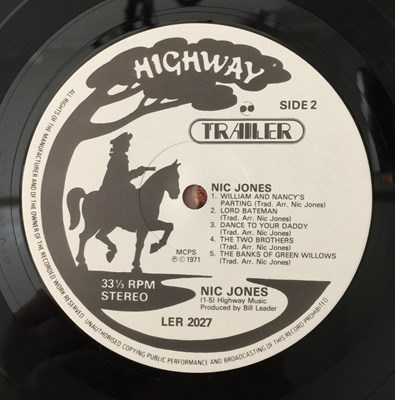 HIGHWAY
SIDE 2
TRAILER
NIC JONES
1. WILLIAM AND NANCY'S
PARTING (Trad. Arr. Nic Jones)
2. LORD BATEMAN
(Trad. Arr. Nic Jones)
3. DANCE TO YOUR DADDY
(Trad. Arr. Nic Jones)
4. THE TWO BROTHERS
(Trad. Arr. Nic Jones)
5. THE BANKS OF GREEN WILLOWS
(Trad. Arr. Nic Jones)
MCPS
Ⓟ © 1971
33⅓ RPM
STEREO
NIC JONES
(1-5) Highway Music
Produced by Bill Leader
LER 2027
ALL RIGHTS OF THE MANUFACTURER AND OF THE OWNER OF THE RECORDED WORK RESERVED. UNAUTHORISED COPYING PUBLIC PERFORMANCE AND BROADCASTING OF THIS RECORD PROHIBITED